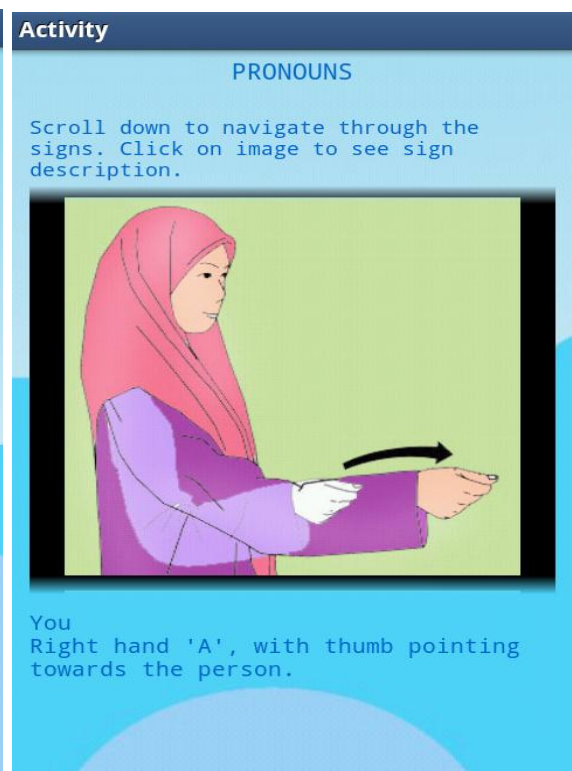 Activity
PRONOUNS
Scroll down to navigate through the
signs. Click on image to see sign
description.
You
Right hand 'A', with thumb pointing
towards the person.